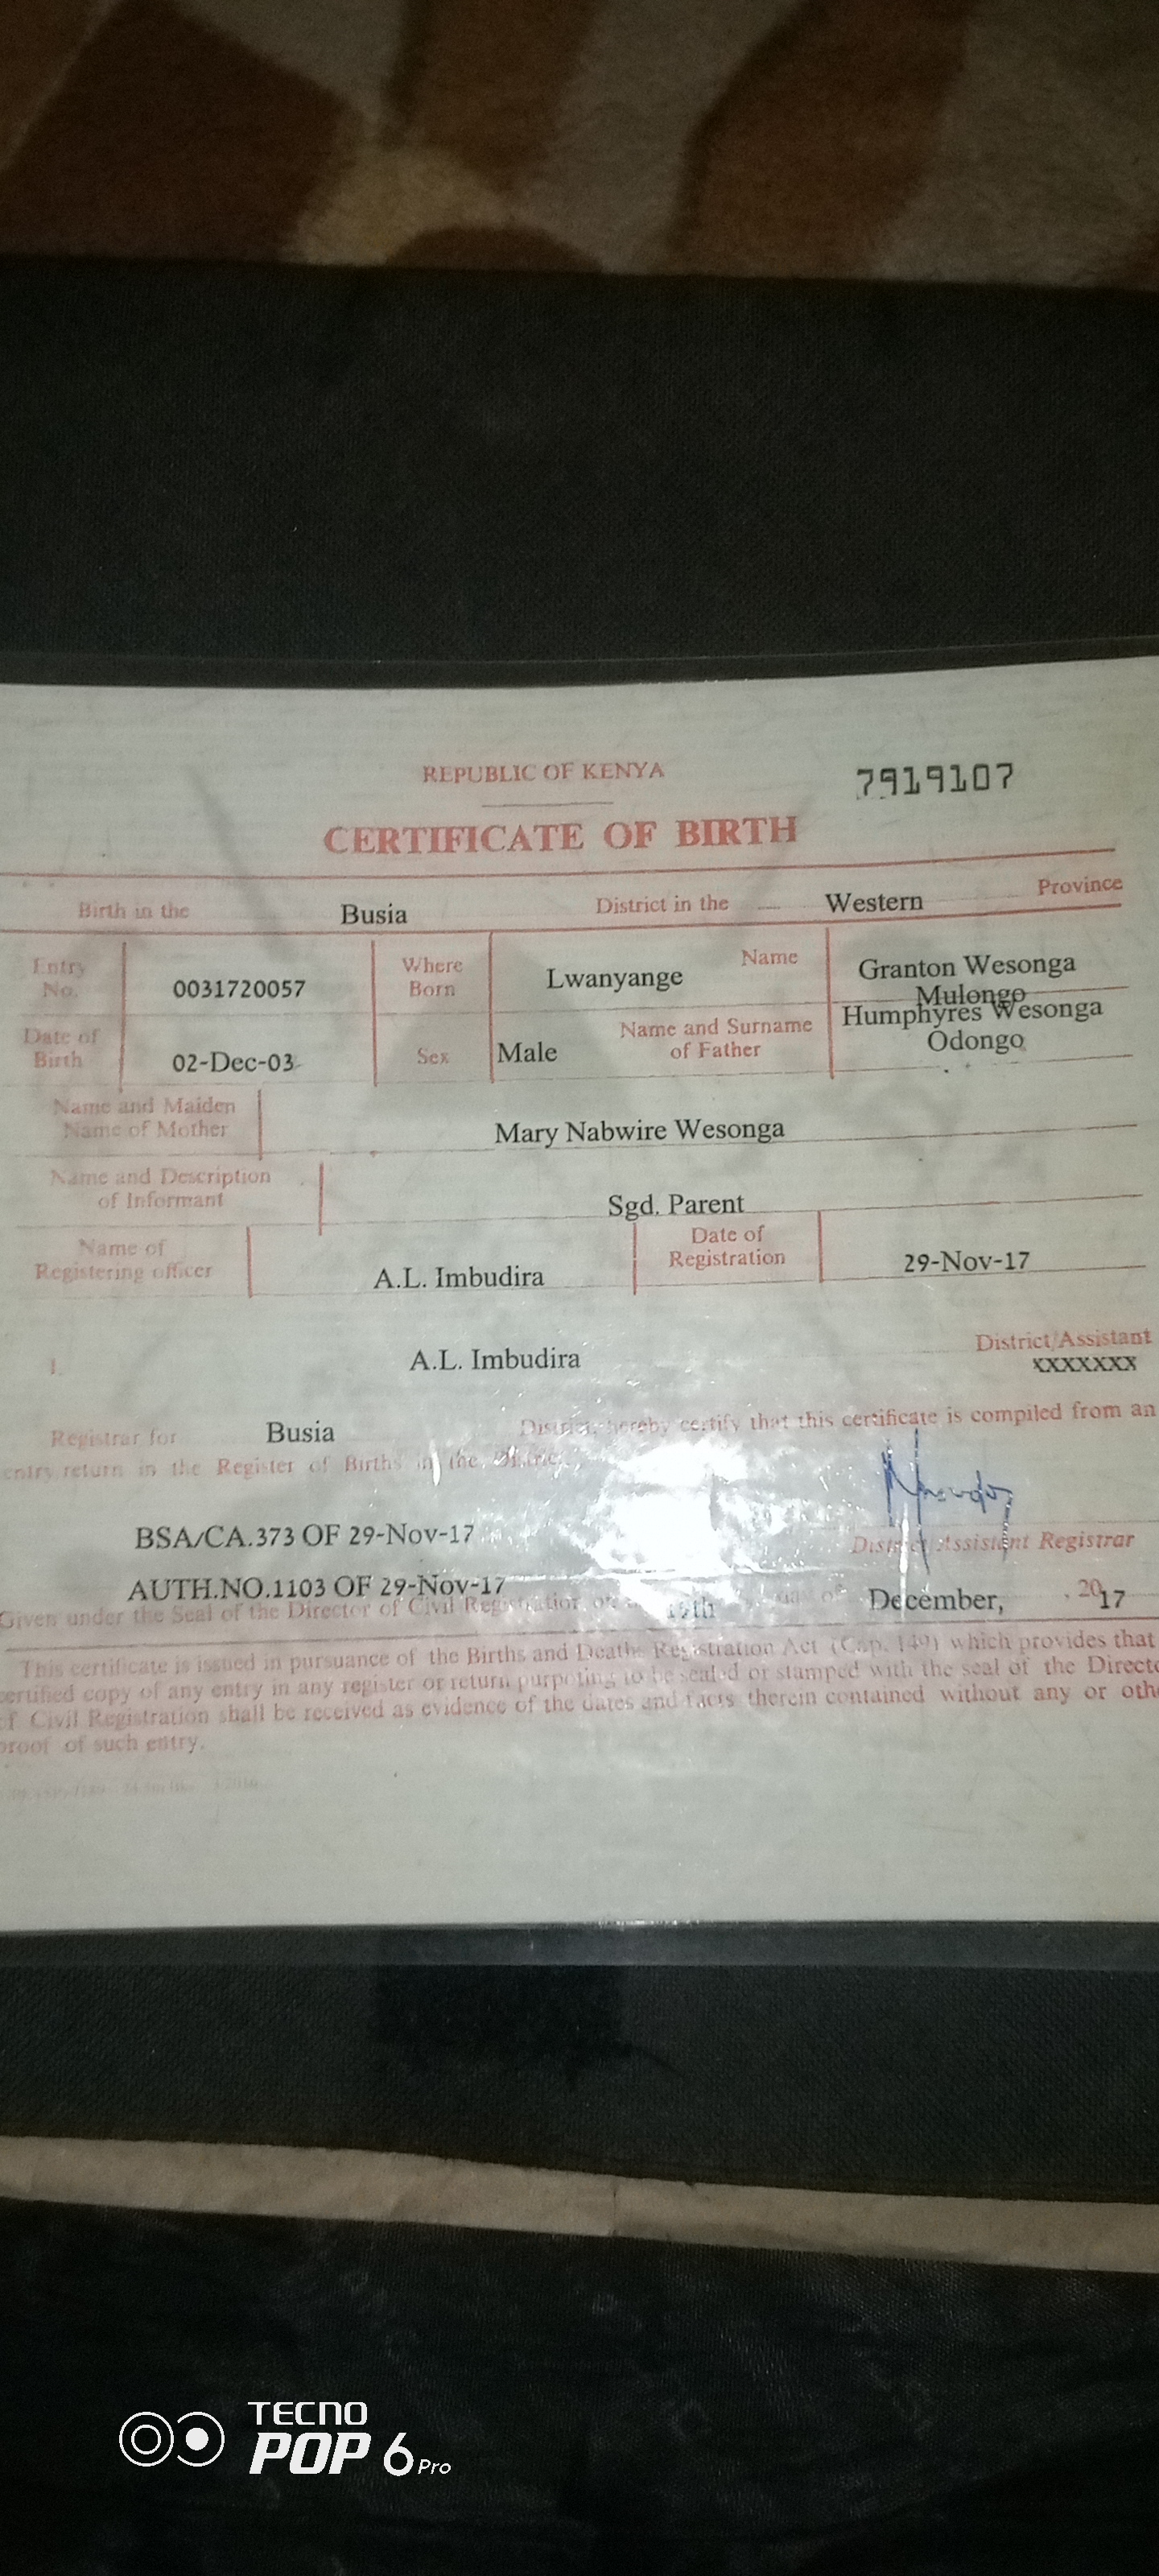 REPUBLIC OF KENYA
7919107
CERTIFICATE OF BIRTH
Birth in the Busia District in the Western Province
Entry No. 0031720057 Where Born Lwanyange Name Granton Wesonga Mulongo
Date of Birth 02-Dec-03 Sex Male Name and Surname of Father Humphyres Wesonga Odongo
Name and Maiden Name of Mother Mary Nabwire Wesonga
Name and Description of Informant Sgd. Parent
Name of Registering officer A.L. Imbudira Date of Registration 29-Nov-17
I. A.L. Imbudira District/Assistant
XXXXXXX
Registrar for Busia District, hereby certify that this certificate is compiled from an
entry return in the Register of Births in the District.
BSA/CA.373 OF 29-Nov-17
District/Assistant Registrar
AUTH.NO.1103 OF 29-Nov-17
Given under the Seal of the Director of Civil Registration on December, 2017
This certificate is issued in pursuance of the Births and Deaths Registration Act (Cap. 149) which provides that
certified copy of any entry in any register or return purpoting to be sealed or stamped with the seal of the
of Civil Registration shall be received as evidence of the dates and facts therein contained without any or
proof of such entry.
TECNO
POP 6 Pro